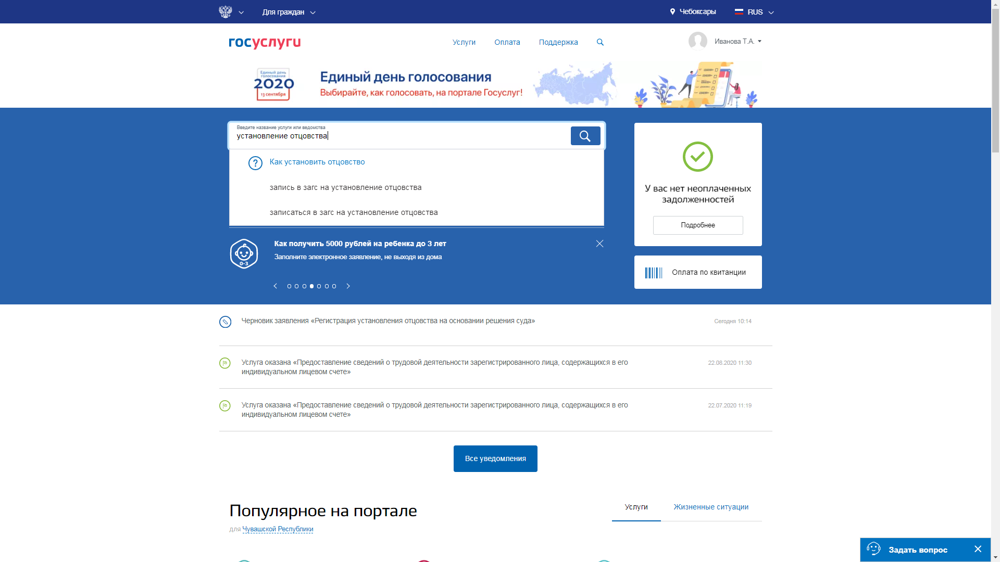 Для граждан
Чебоксары
RUS
госуслуги
Услуги
Оплата
Поддержка
Иванова Т.А.
Единый день
голосования
2020
13 сентября
Единый день голосования
Выбирайте, как голосовать, на портале Госуслуг!
Введите название услуги или ведомства
установление отцовства
Как установить отцовство
запись в загс на установление отцовства
записаться в загс на установление отцовства
У вас нет неоплаченных
задолженностей
Подробнее
0-3
Как получить 5000 рублей на ребенка до 3 лет
Заполните электронное заявление, не выходя из дома
Оплата по квитанции
Черновик заявления «Регистрация установления отцовства на основании решения суда»
Сегодня 10:14
Услуга оказана «Предоставление сведений о трудовой деятельности зарегистрированного лица, содержащихся в его
индивидуальном лицевом счете»
22.08.2020 11:30
Услуга оказана «Предоставление сведений о трудовой деятельности зарегистрированного лица, содержащихся в его
индивидуальном лицевом счете»
22.07.2020 11:19
Все уведомления
Популярное на портале
для Чувашской Республики
Услуги
Жизненные ситуации
Задать вопрос